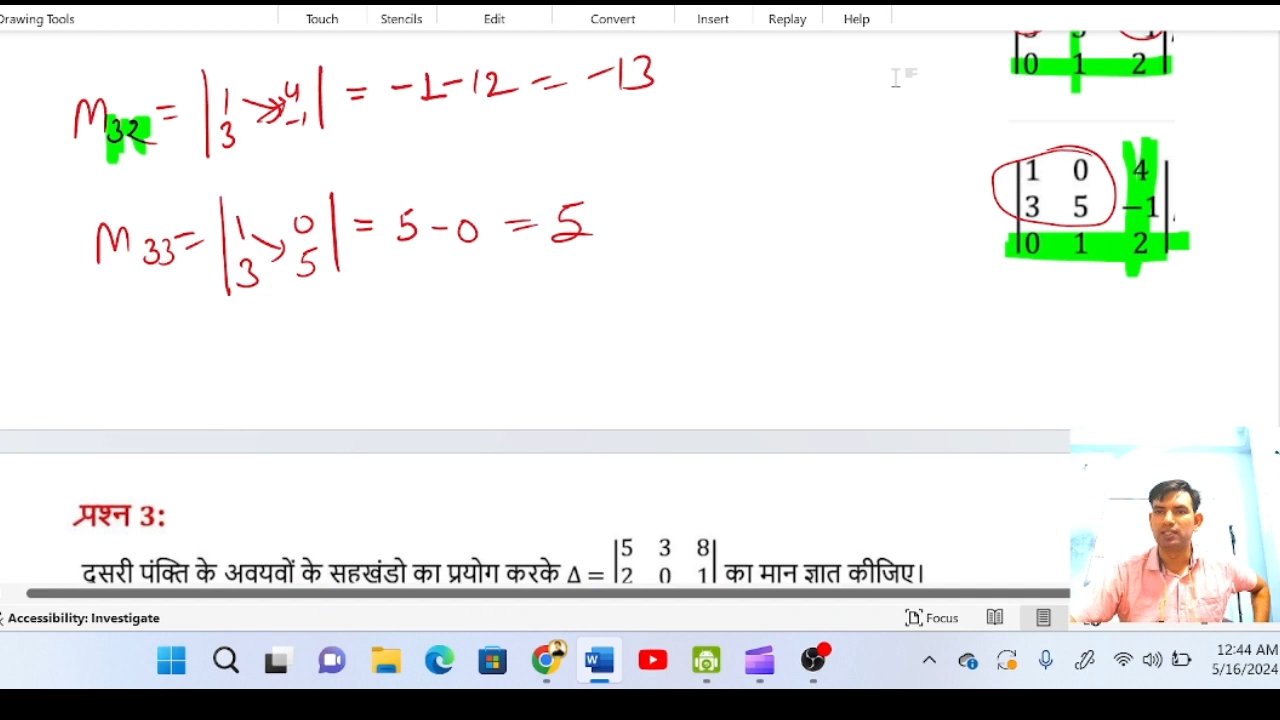 Drawing Tools Touch Stencils Edit Convert Insert Replay Help
0 1 2
M32 = | 1 4 | = -1-12 = -13
3 -1
1 0 4
3 5 -1
0 1 2
M33 = | 1 0 | = 5-0 = 5
3 5
प्रश्न 3:
5 3 8
दूसरी पंक्ति के अवयवों के सहखंडो का प्रयोग करके Δ = 2 0 1 का मान ज्ञात कीजिए।
Accessibility: Investigate Focus
12:44 AM
5/16/2024